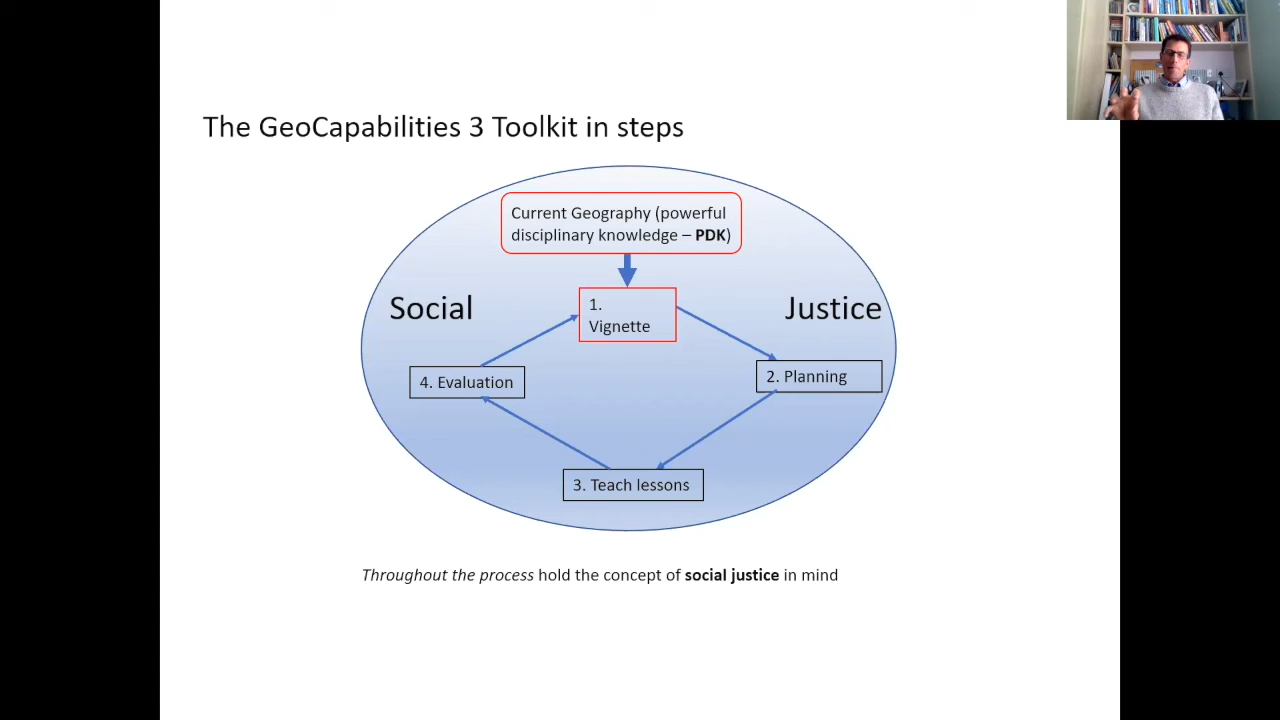 The GeoCapabilities 3 Toolkit in steps
Current Geography (powerful
disciplinary knowledge – PDK)
Social
Justice
1.
Vignette
2. Planning
4. Evaluation
3. Teach lessons
Throughout the process hold the concept of social justice in mind